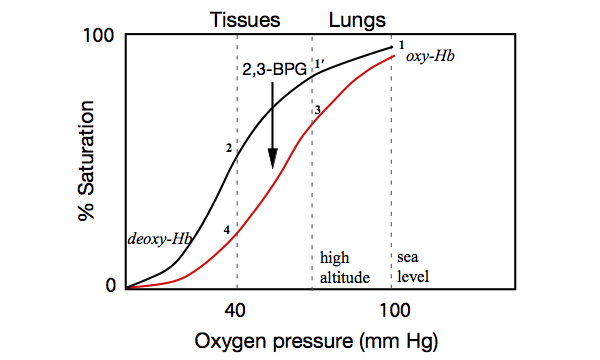 Tissues Lungs
100
1
1′
oxy-Hb
2,3-BPG
3
2
% Saturation
4
deoxy-Hb
high
altitude
sea
level
0
40 100
Oxygen pressure (mm Hg)